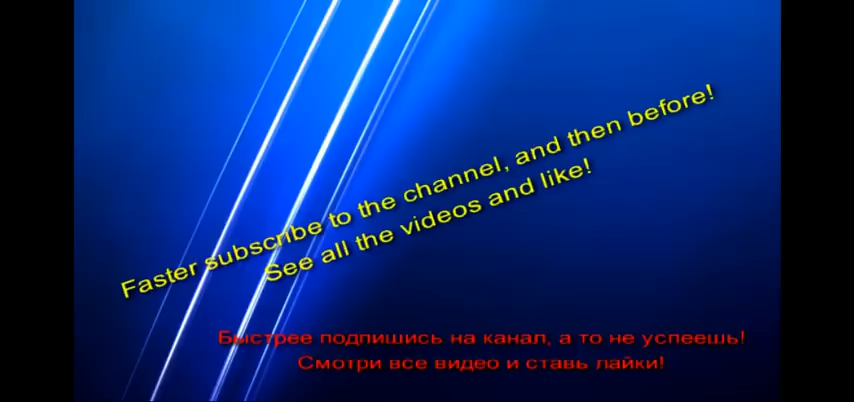 Faster subscribe to the channel, and then before!
See all the videos and like!
Быстрее подпишись на канал, а то не успеешь!
Смотри все видео и ставь лайки!